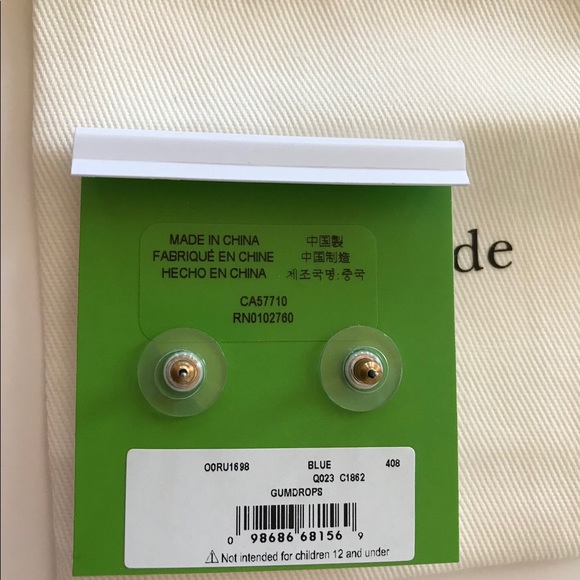 MADE IN CHINA 中国製
FABRIQUÉ EN CHINE 中国制造
HECHO EN CHINA 제조국명:중국
CA57710
RN0102760
de
O0RU1698 BLUE 408
Q023 C1862
GUMDROPS
0 98686 68156 9
⚠ Not intended for children 12 and under